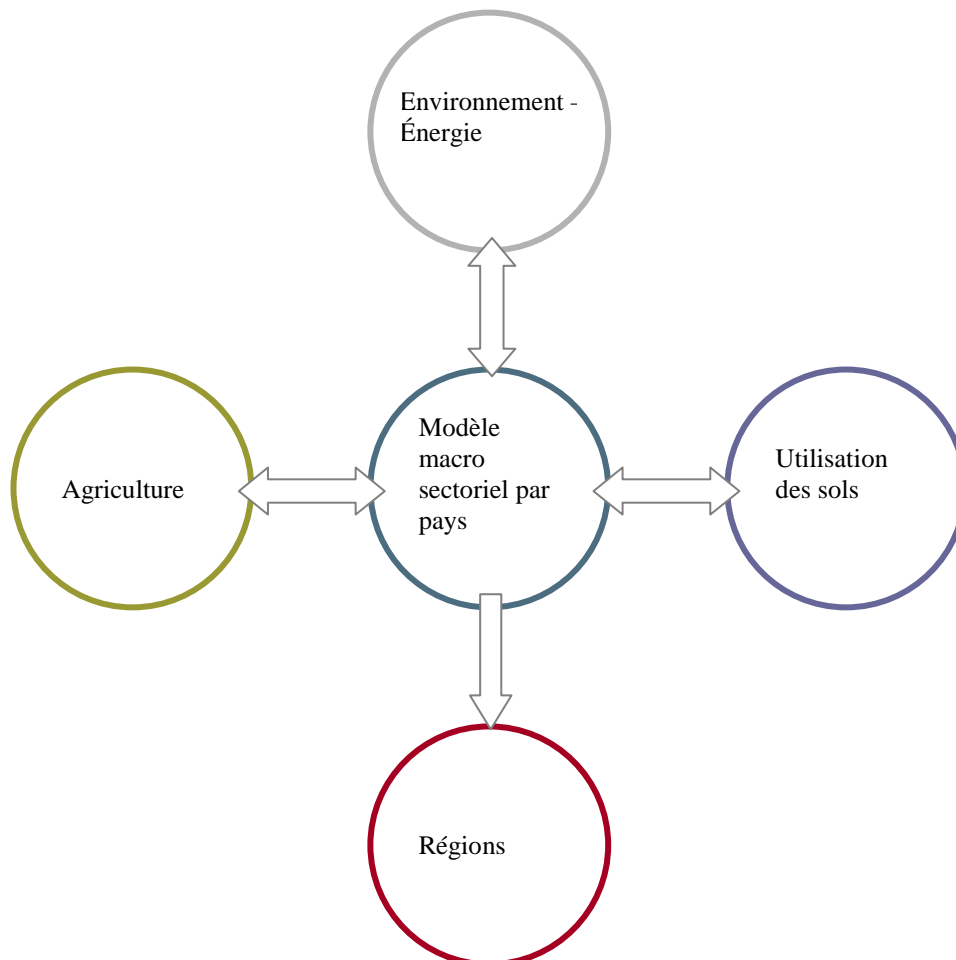 Environnement -
Énergie
Agriculture
Modèle
macro
sectoriel par
pays
Utilisation
des sols
Régions